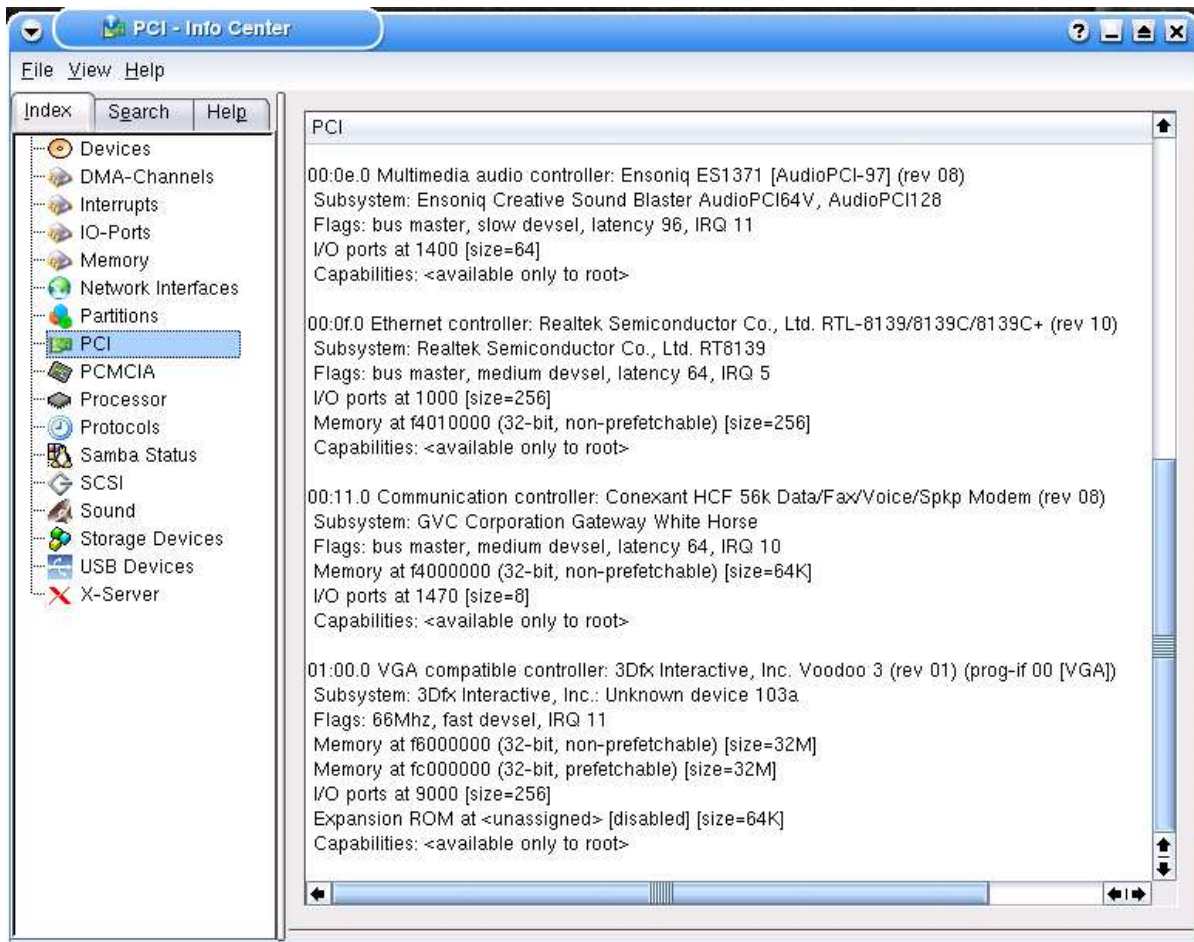 PCI - Info Center
File View Help
Index Search Help
Devices
DMA-Channels
Interrupts
IO-Ports
Memory
Network Interfaces
Partitions
PCI
PCMCIA
Processor
Protocols
Samba Status
SCSI
Sound
Storage Devices
USB Devices
X-Server
PCI
00:0e.0 Multimedia audio controller: Ensoniq ES1371 [AudioPCI-97] (rev 08)
Subsystem: Ensoniq Creative Sound Blaster AudioPCI64V, AudioPCI128
Flags: bus master, slow devsel, latency 96, IRQ 11
I/O ports at 1400 [size=64]
Capabilities: <available only to root>
00:0f.0 Ethernet controller: Realtek Semiconductor Co., Ltd. RTL-8139/8139C/8139C+ (rev 10)
Subsystem: Realtek Semiconductor Co., Ltd. RT8139
Flags: bus master, medium devsel, latency 64, IRQ 5
I/O ports at 1000 [size=256]
Memory at f4010000 (32-bit, non-prefetchable) [size=256]
Capabilities: <available only to root>
00:11.0 Communication controller: Conexant HCF 56k Data/Fax/Voice/Spkp Modem (rev 08)
Subsystem: GVC Corporation Gateway White Horse
Flags: bus master, medium devsel, latency 64, IRQ 10
Memory at f4000000 (32-bit, non-prefetchable) [size=64K]
I/O ports at 1470 [size=8]
Capabilities: <available only to root>
01:00.0 VGA compatible controller: 3Dfx Interactive, Inc. Voodoo 3 (rev 01) (prog-if 00 [VGA])
Subsystem: 3Dfx Interactive, Inc.: Unknown device 103a
Flags: 66Mhz, fast devsel, IRQ 11
Memory at f6000000 (32-bit, non-prefetchable) [size=32M]
Memory at fc000000 (32-bit, prefetchable) [size=32M]
I/O ports at 9000 [size=256]
Expansion ROM at <unassigned> [disabled] [size=64K]
Capabilities: <available only to root>